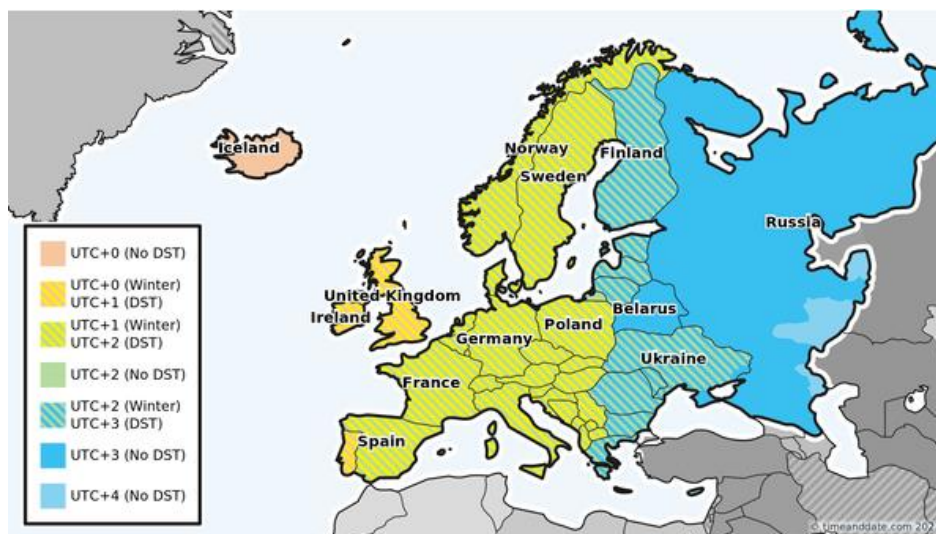 Iceland
Norway
Finland
Sweden
Russia
United Kingdom
Ireland
Belarus
Poland
Germany
Ukraine
France
Spain
UTC+0 (No DST)
UTC+0 (Winter)
UTC+1 (DST)
UTC+1 (Winter)
UTC+2 (DST)
UTC+2 (No DST)
UTC+2 (Winter)
UTC+3 (DST)
UTC+3 (No DST)
UTC+4 (No DST)
© timeanddate.com 202